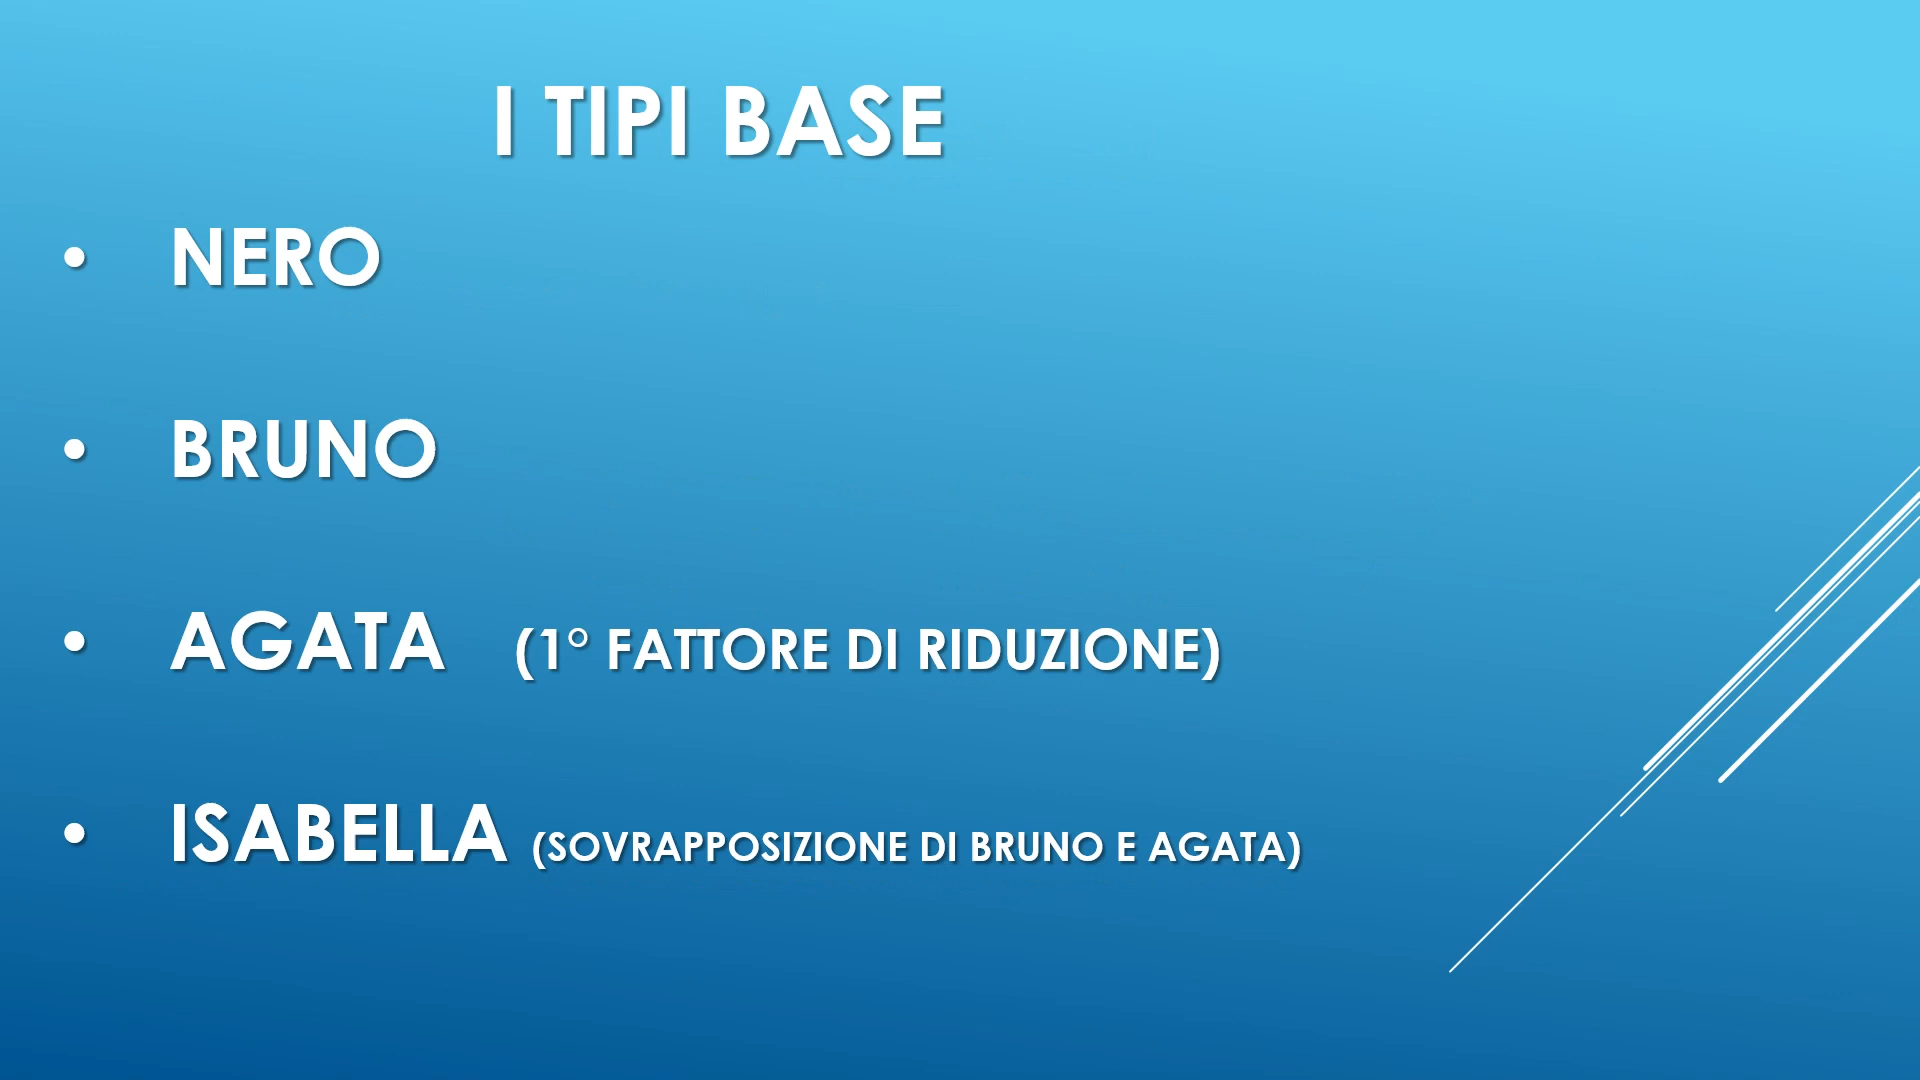 I TIPI BASE
• NERO
• BRUNO
• AGATA (1° FATTORE DI RIDUZIONE)
• ISABELLA (SOVRAPPOSIZIONE DI BRUNO E AGATA)